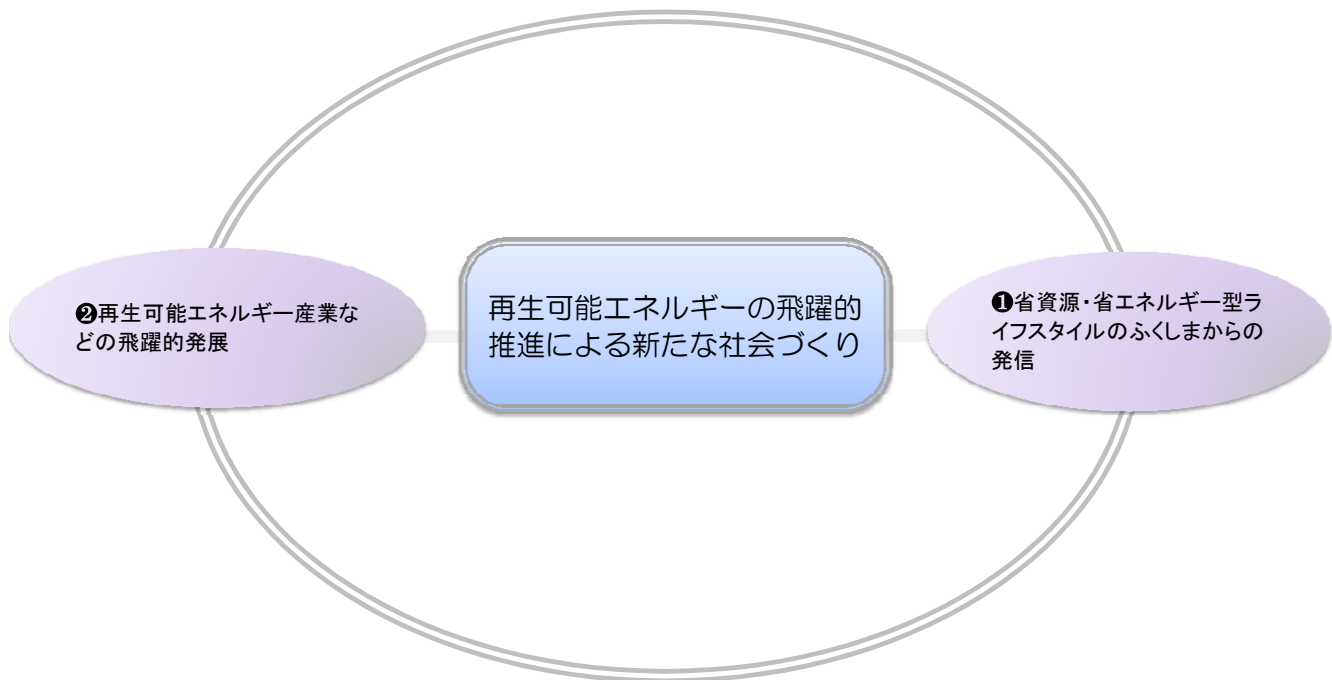 再生可能エネルギーの飛躍的
推進による新たな社会づくり
❶省資源・省エネルギー型ラ
イフスタイルのふくしまからの
発信
❷再生可能エネルギー産業な
どの飛躍的発展